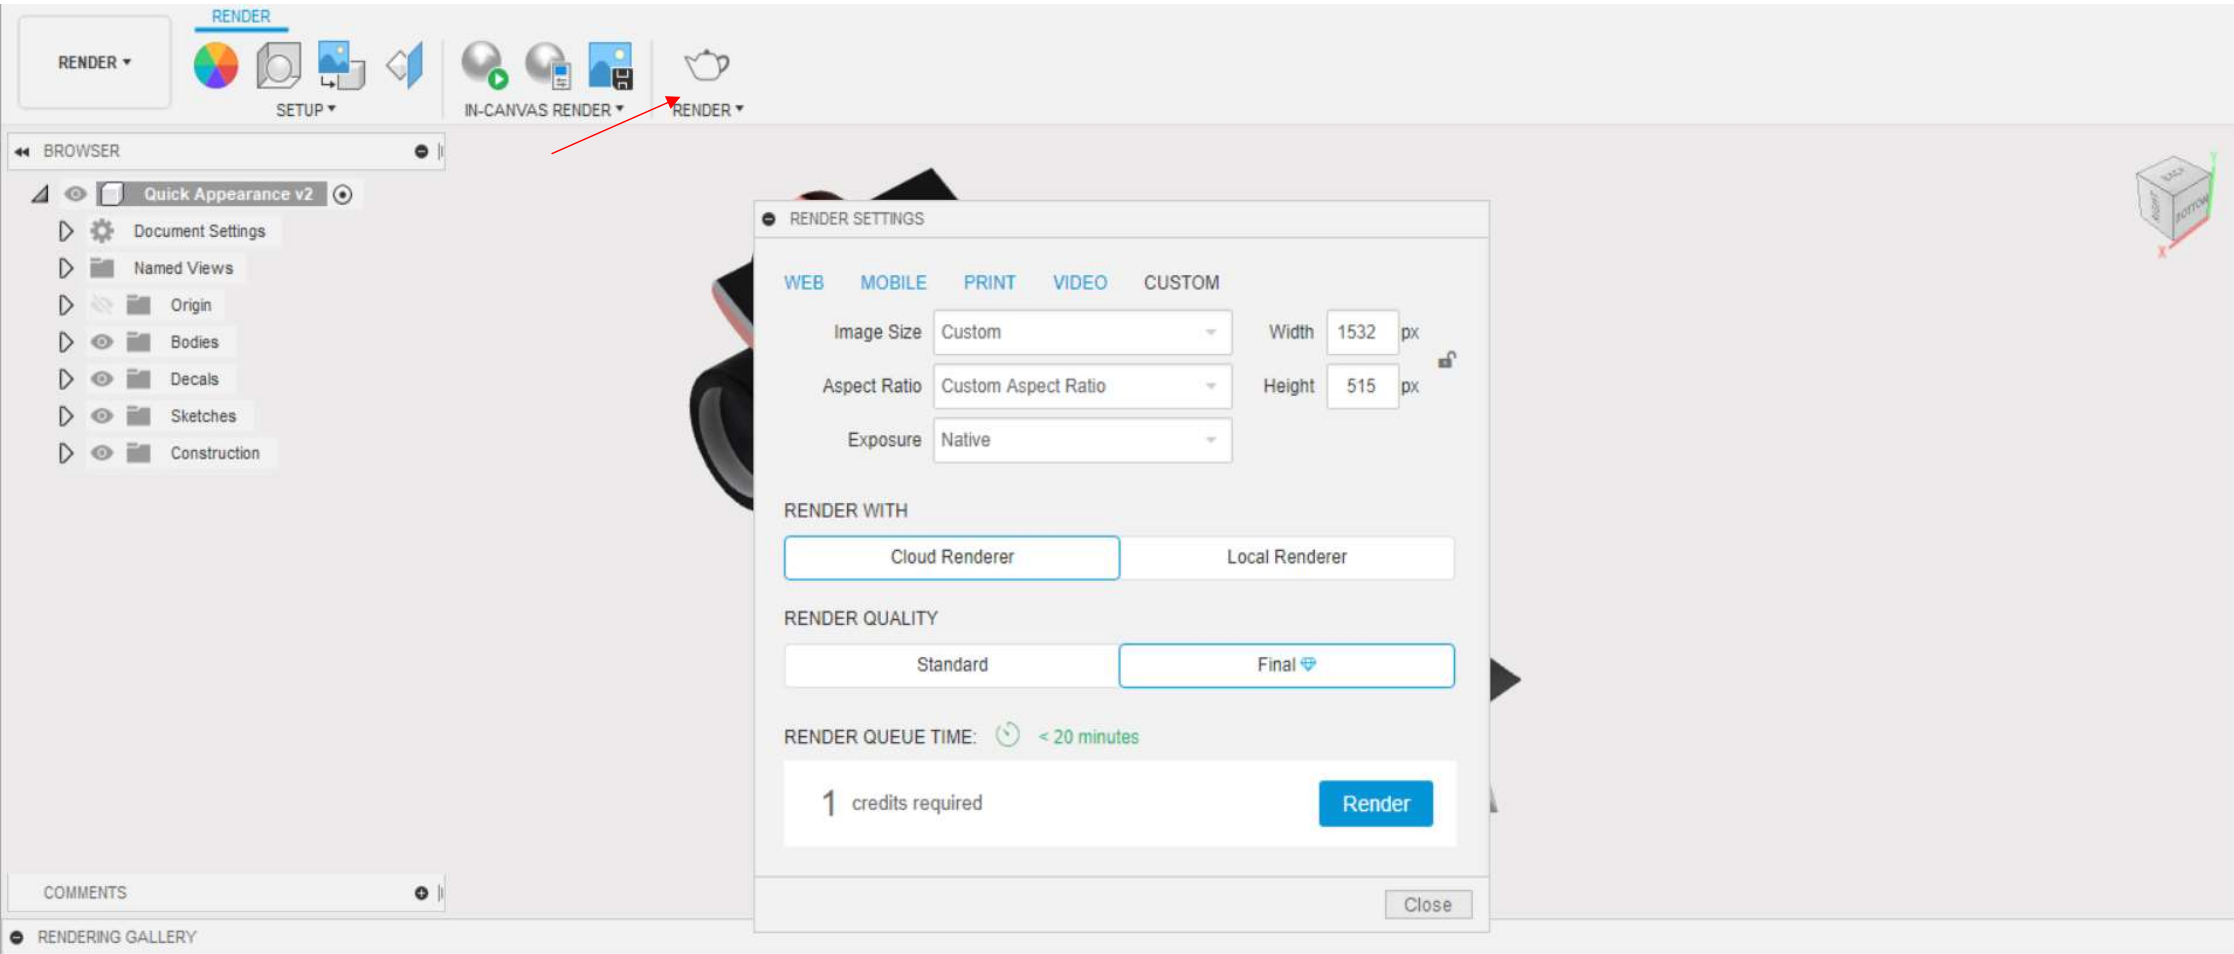 RENDER
RENDER
SETUP
IN-CANVAS RENDER
RENDER
BROWSER
Quick Appearance v2
Document Settings
Named Views
Origin
Bodies
Decals
Sketches
Construction
COMMENTS
RENDERING GALLERY
RENDER SETTINGS
WEB MOBILE PRINT VIDEO CUSTOM
Image Size Custom Width 1532 px
Aspect Ratio Custom Aspect Ratio Height 515 px
Exposure Native
RENDER WITH
Cloud Renderer Local Renderer
RENDER QUALITY
Standard Final
RENDER QUEUE TIME: < 20 minutes
1 credits required Render
Close
Y
BACK
RIGHT
BOTTOM
X